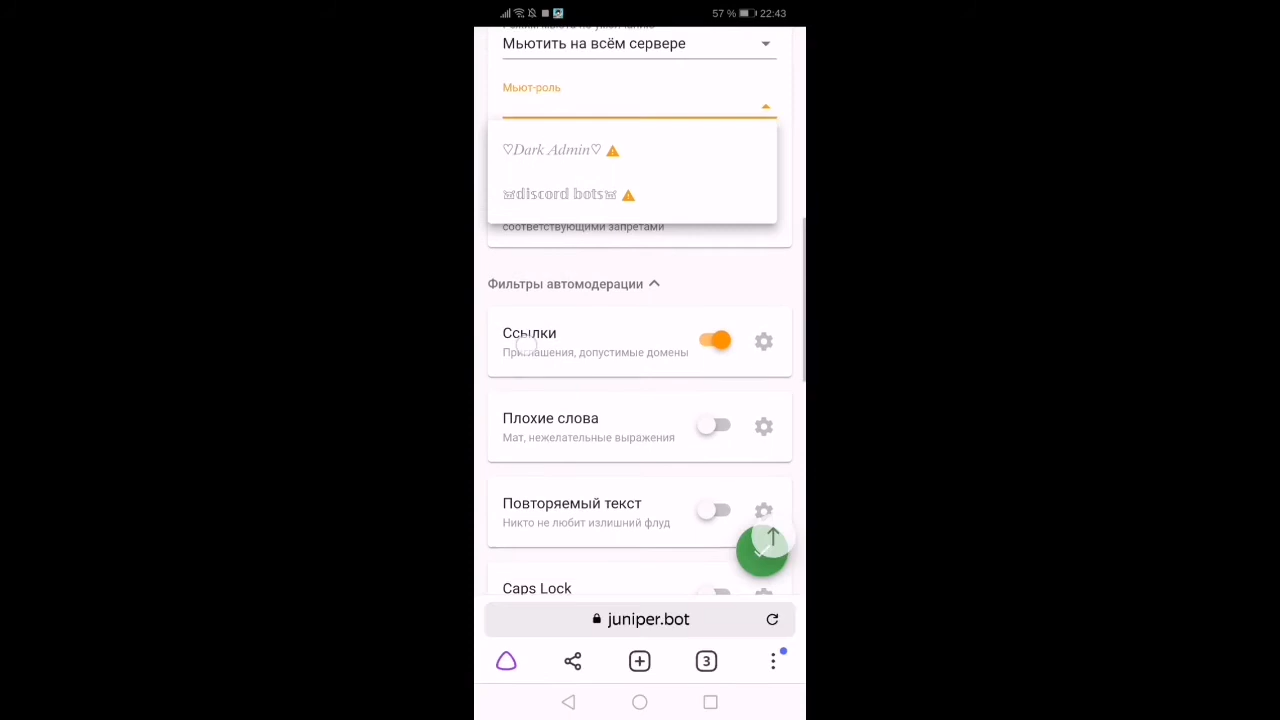 57 % 22:43
Мьютить на всём сервере
Мьют-роль
♡Dark Admin♡
discord bots
соответствующими запретами
Фильтры автомодерации
Ссылки
Приглашения, допустимые домены
Плохие слова
Мат, нежелательные выражения
Повторяемый текст
Никто не любит излишний флуд
Caps Lock
juniper.bot
3